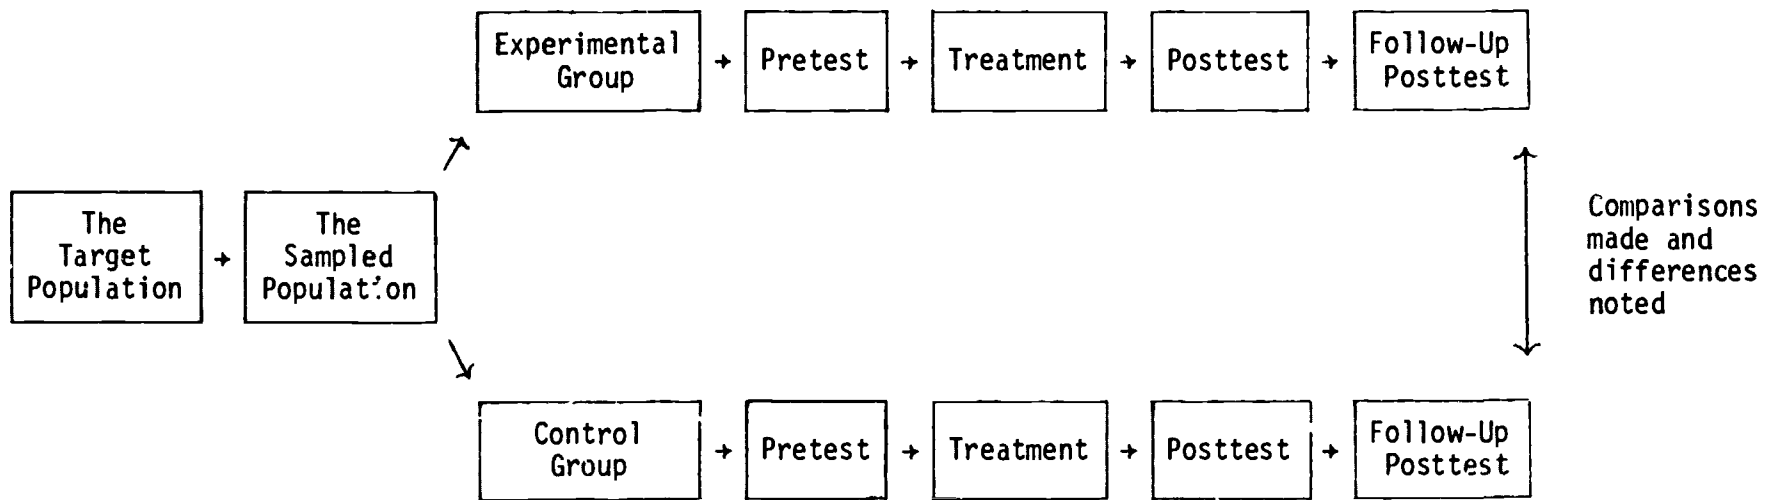 Experimental
Group
Pretest
Treatment
Posttest
Follow-Up
Posttest
The
Target
Population
The
Sampled
Population
Comparisons
made and
differences
noted
Control
Group
Pretest
Treatment
Posttest
Follow-Up
Posttest